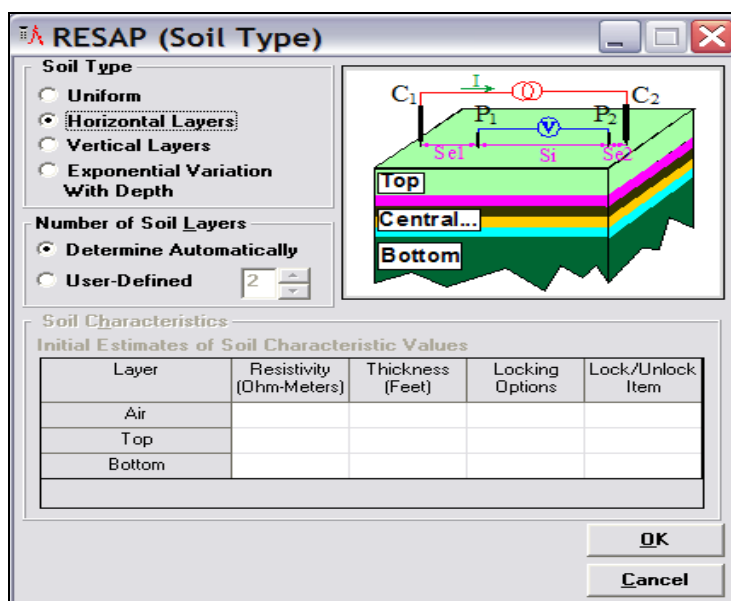 RESAP (Soil Type)
Soil Type
Uniform
Horizontal Layers
Vertical Layers
Exponential Variation
With Depth
Number of Soil Layers
Determine Automatically
User-Defined 2
C1 I C2
P1 P2
V
Se1 Si Se2
Top
Central...
Bottom
Soil Characteristics
Initial Estimates of Soil Characteristic Values
Layer Resistivity (Ohm-Meters) Thickness (Feet) Locking Options Lock/Unlock Item
Air
Top
Bottom
OK
Cancel